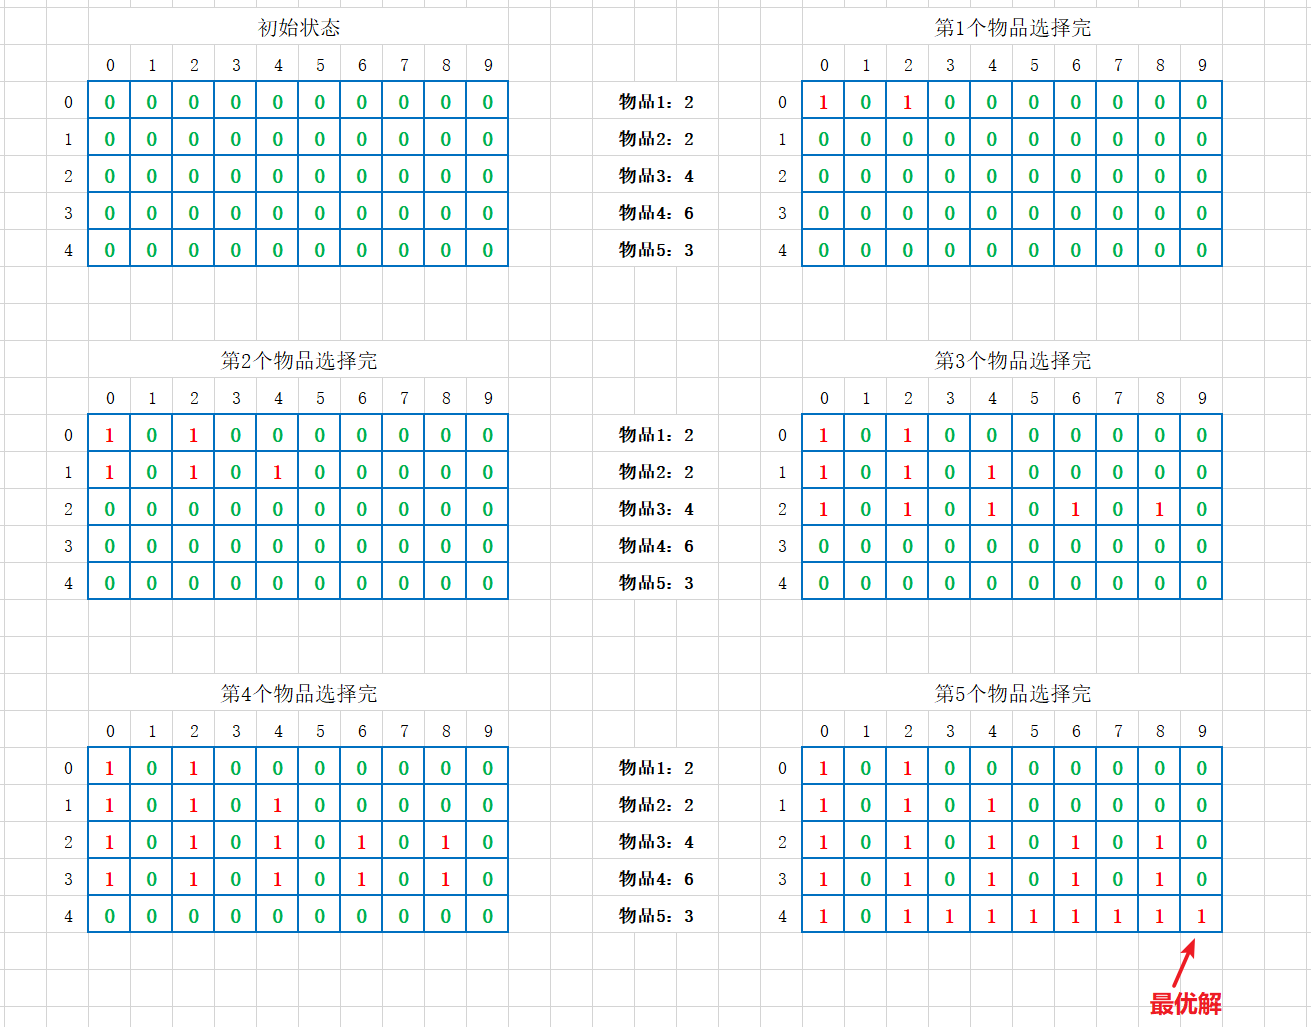 初始状态 第1个物品选择完
0 1 2 3 4 5 6 7 8 9 0 1 2 3 4 5 6 7 8 9
0 0 0 0 0 0 0 0 0 0 0 物品1：2 0 1 0 1 0 0 0 0 0 0 0
1 0 0 0 0 0 0 0 0 0 0 物品2：2 1 0 0 0 0 0 0 0 0 0 0
2 0 0 0 0 0 0 0 0 0 0 物品3：4 2 0 0 0 0 0 0 0 0 0 0
3 0 0 0 0 0 0 0 0 0 0 物品4：6 3 0 0 0 0 0 0 0 0 0 0
4 0 0 0 0 0 0 0 0 0 0 物品5：3 4 0 0 0 0 0 0 0 0 0 0
第2个物品选择完 第3个物品选择完
0 1 2 3 4 5 6 7 8 9 0 1 2 3 4 5 6 7 8 9
0 1 0 1 0 0 0 0 0 0 0 物品1：2 0 1 0 1 0 0 0 0 0 0 0
1 1 0 1 0 1 0 0 0 0 0 物品2：2 1 1 0 1 0 1 0 0 0 0 0
2 0 0 0 0 0 0 0 0 0 0 物品3：4 2 1 0 1 0 1 0 1 0 1 0
3 0 0 0 0 0 0 0 0 0 0 物品4：6 3 0 0 0 0 0 0 0 0 0 0
4 0 0 0 0 0 0 0 0 0 0 物品5：3 4 0 0 0 0 0 0 0 0 0 0
第4个物品选择完 第5个物品选择完
0 1 2 3 4 5 6 7 8 9 0 1 2 3 4 5 6 7 8 9
0 1 0 1 0 0 0 0 0 0 0 物品1：2 0 1 0 1 0 0 0 0 0 0 0
1 1 0 1 0 1 0 0 0 0 0 物品2：2 1 1 0 1 0 1 0 0 0 0 0
2 1 0 1 0 1 0 1 0 1 0 物品3：4 2 1 0 1 0 1 0 1 0 1 0
3 1 0 1 0 1 0 1 0 1 0 物品4：6 3 1 0 1 0 1 0 1 0 1 0
4 0 0 0 0 0 0 0 0 0 0 物品5：3 4 1 0 1 1 1 1 1 1 1 1
最优解